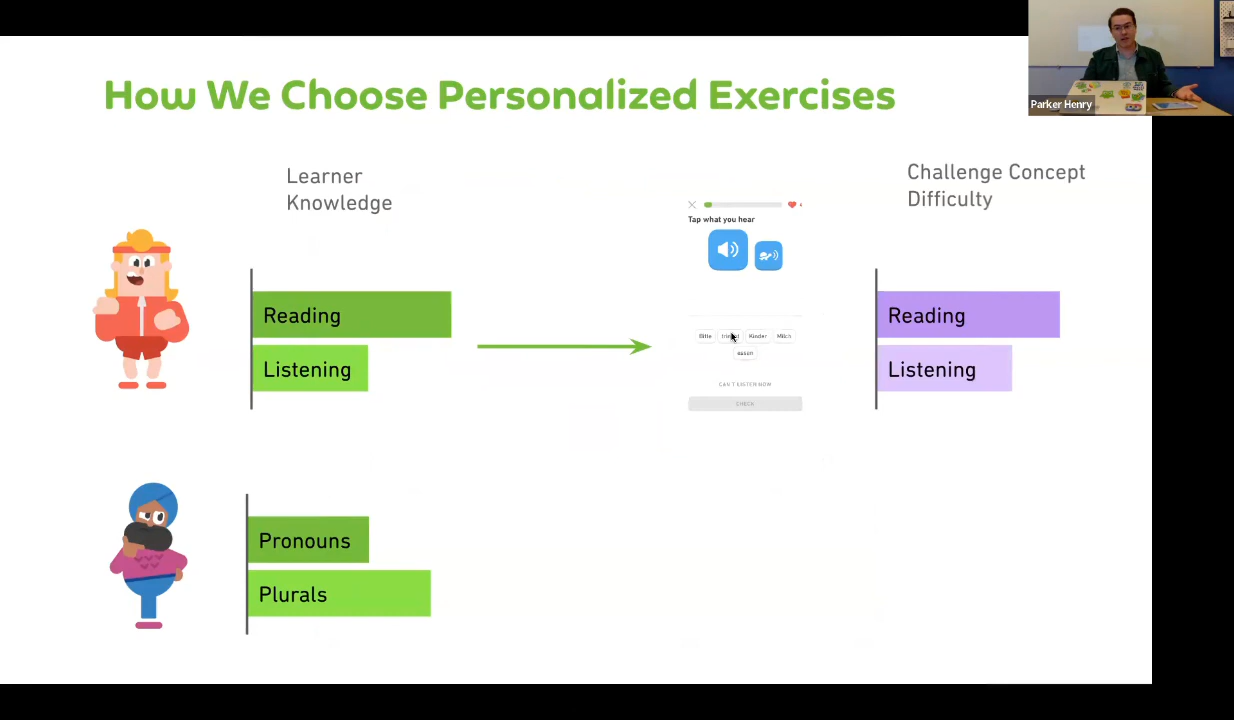 How We Choose Personalized Exercises
Parker Henry
Learner
Knowledge
Challenge Concept
Difficulty
Tap what you hear
Reading
Listening
Bitte
Kinder
Milch
CAN'T LISTEN NOW
CHECK
Reading
Listening
Pronouns
Plurals